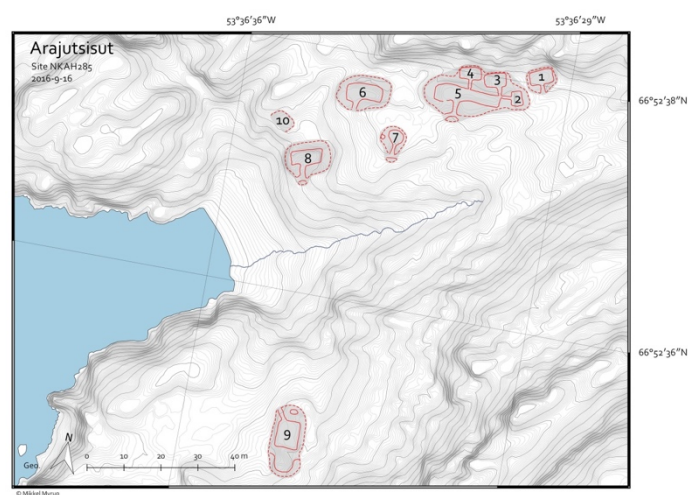 53°36'36"W
53°36'29"W
Arajutsisut
Site NKAH285
2016-9-16
66°52'38"N
66°52'36"N
1
2
3
4
5
6
7
8
9
10
N
Geo.
0 10 20 30 40 m
© Mikkel Myrup